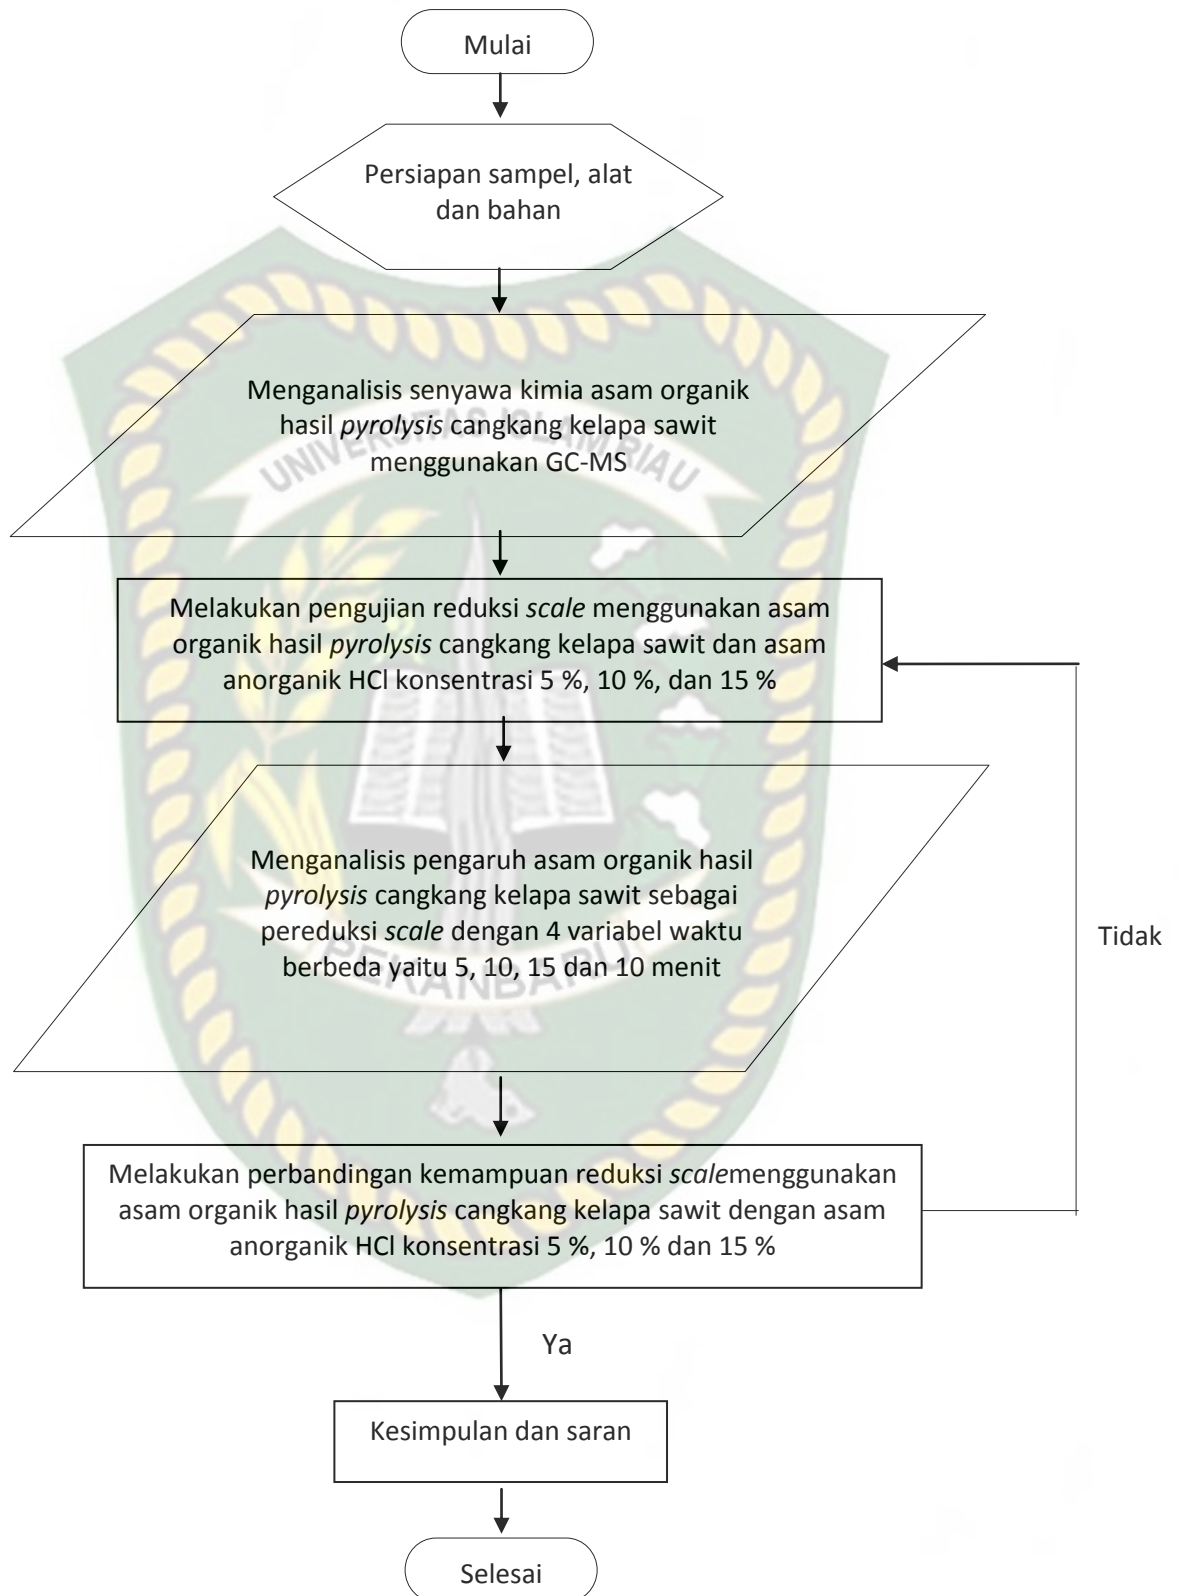 Mulai
Persiapan sampel, alat
dan bahan
Menganalisis senyawa kimia asam organik
hasil pyrolysis cangkang kelapa sawit
menggunakan GC-MS
UNIVERSITAS ISLAM RIAU
Melakukan pengujian reduksi scale menggunakan asam
organik hasil pyrolysis cangkang kelapa sawit dan asam
anorganik HCl konsentrasi 5 %, 10 %, dan 15 %
Menganalisis pengaruh asam organik hasil
pyrolysis cangkang kelapa sawit sebagai
pereduksi scale dengan 4 variabel waktu
berbeda yaitu 5, 10, 15 dan 10 menit
Tidak
PEKANBARU
Melakukan perbandingan kemampuan reduksi scalemenggunakan
asam organik hasil pyrolysis cangkang kelapa sawit dengan asam
anorganik HCl konsentrasi 5 %, 10 % dan 15 %
Ya
Kesimpulan dan saran
Selesai